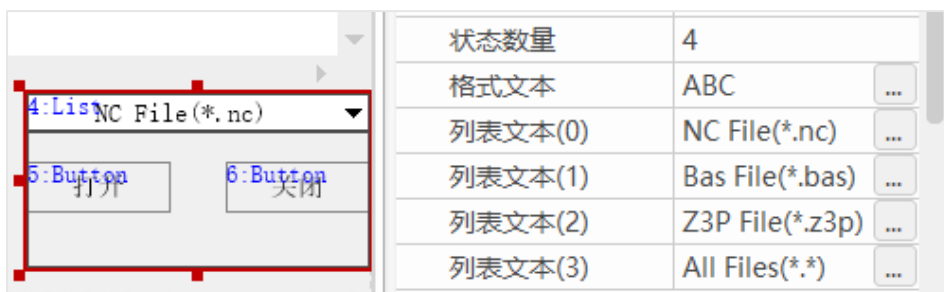 4:List
NC File(*.nc)
5:Button
打开
6:Button
关闭
状态数量 4
格式文本 ABC ...
列表文本(0) NC File(*.nc) ...
列表文本(1) Bas File(*.bas) ...
列表文本(2) Z3P File(*.z3p) ...
列表文本(3) All Files(*.*) ...